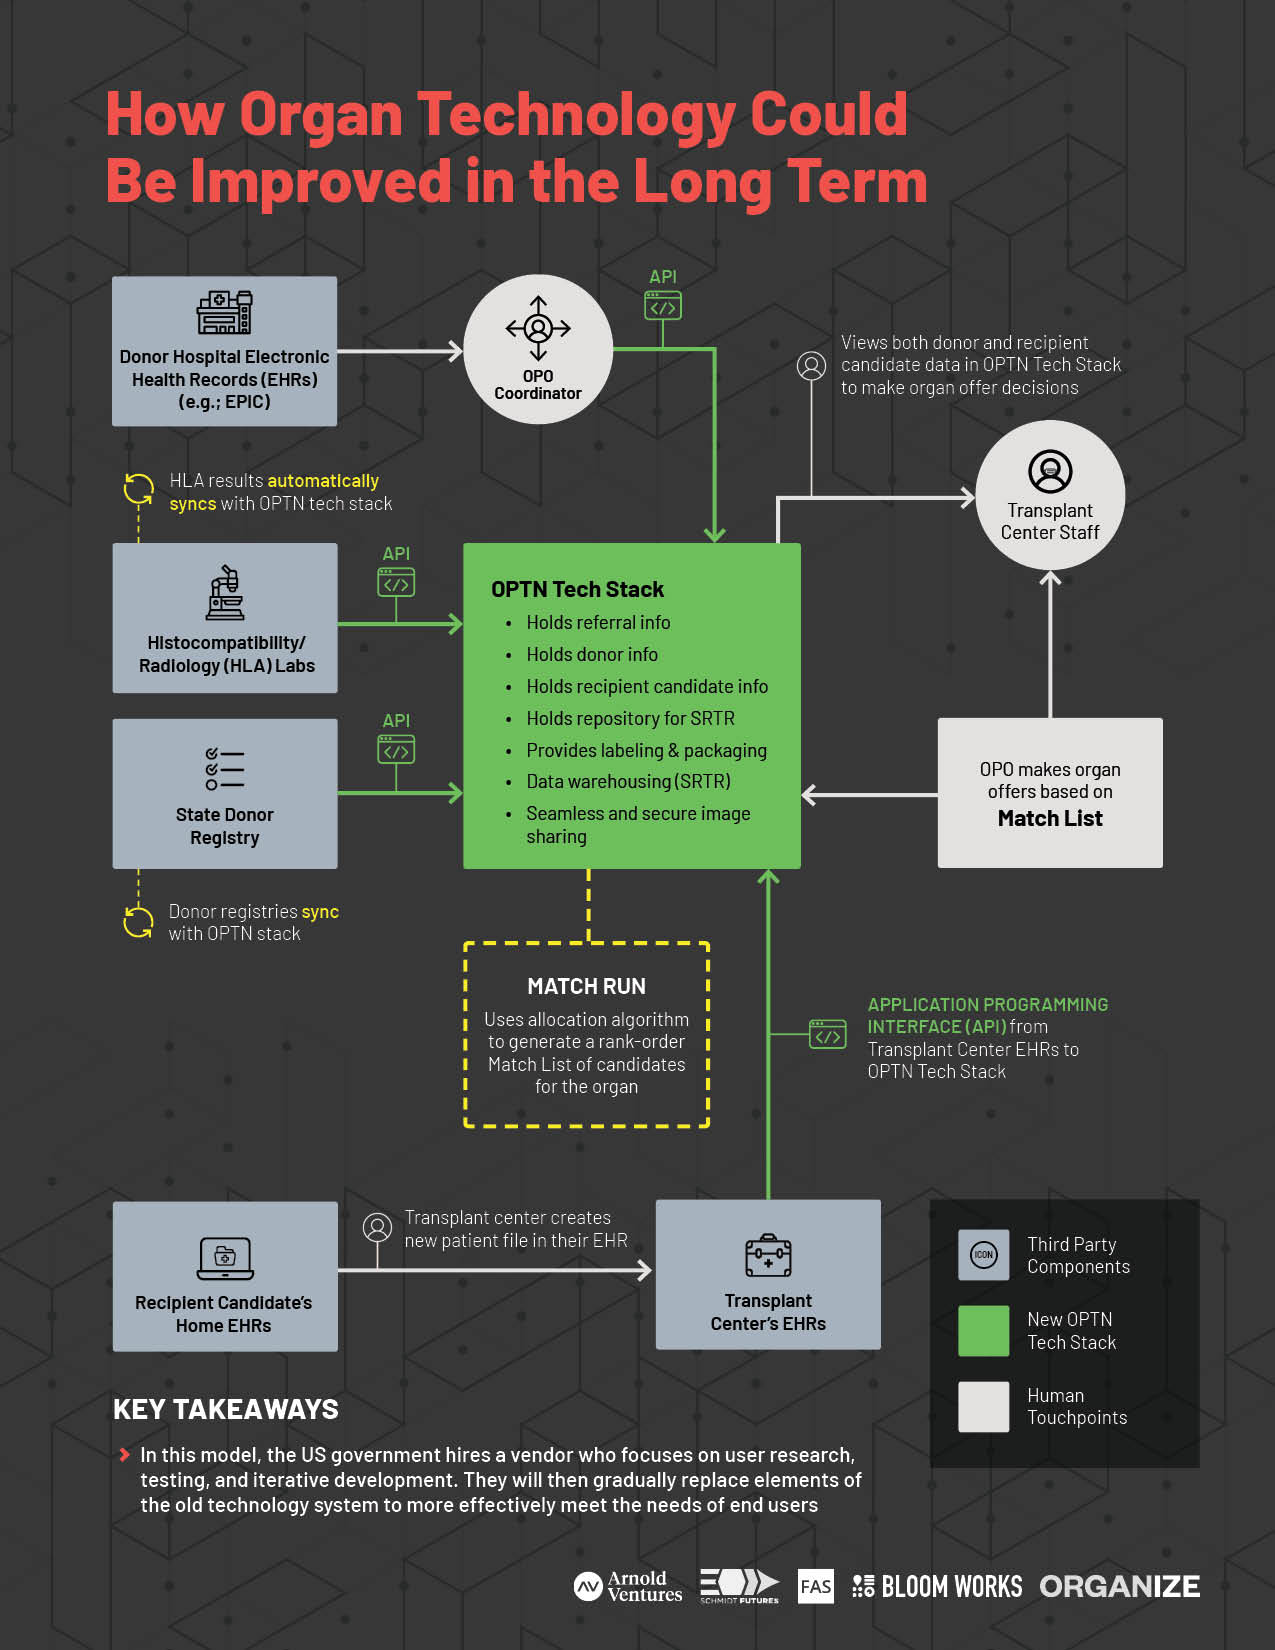 How Organ Technology Could
Be Improved in the Long Term
Donor Hospital Electronic
Health Records (EHRs)
(e.g.; EPIC)
OPO
Coordinator
API
Views both donor and recipient
candidate data in OPTN Tech Stack
to make organ offer decisions
Transplant
Center Staff
HLA results automatically
syncs with OPTN tech stack
Histocompatibility/
Radiology (HLA) Labs
API
State Donor
Registry
API
Donor registries sync
with OPTN stack
OPTN Tech Stack
• Holds referral info
• Holds donor info
• Holds recipient candidate info
• Holds repository for SRTR
• Provides labeling & packaging
• Data warehousing (SRTR)
• Seamless and secure image
sharing
OPO makes organ
offers based on
Match List
MATCH RUN
Uses allocation algorithm
to generate a rank-order
Match List of candidates
for the organ
APPLICATION PROGRAMMING
INTERFACE (API) from
Transplant Center EHRs to
OPTN Tech Stack
Recipient Candidate's
Home EHRs
Transplant center creates
new patient file in their EHR
Transplant
Center's EHRs
ICON
Third Party
Components
New OPTN
Tech Stack
Human
Touchpoints
KEY TAKEAWAYS
In this model, the US government hires a vendor who focuses on user research,
testing, and iterative development. They will then gradually replace elements of
the old technology system to more effectively meet the needs of end users
Arnold
Ventures
SCHMIDT FUTURES
FAS
BLOOM WORKS
ORGANIZE